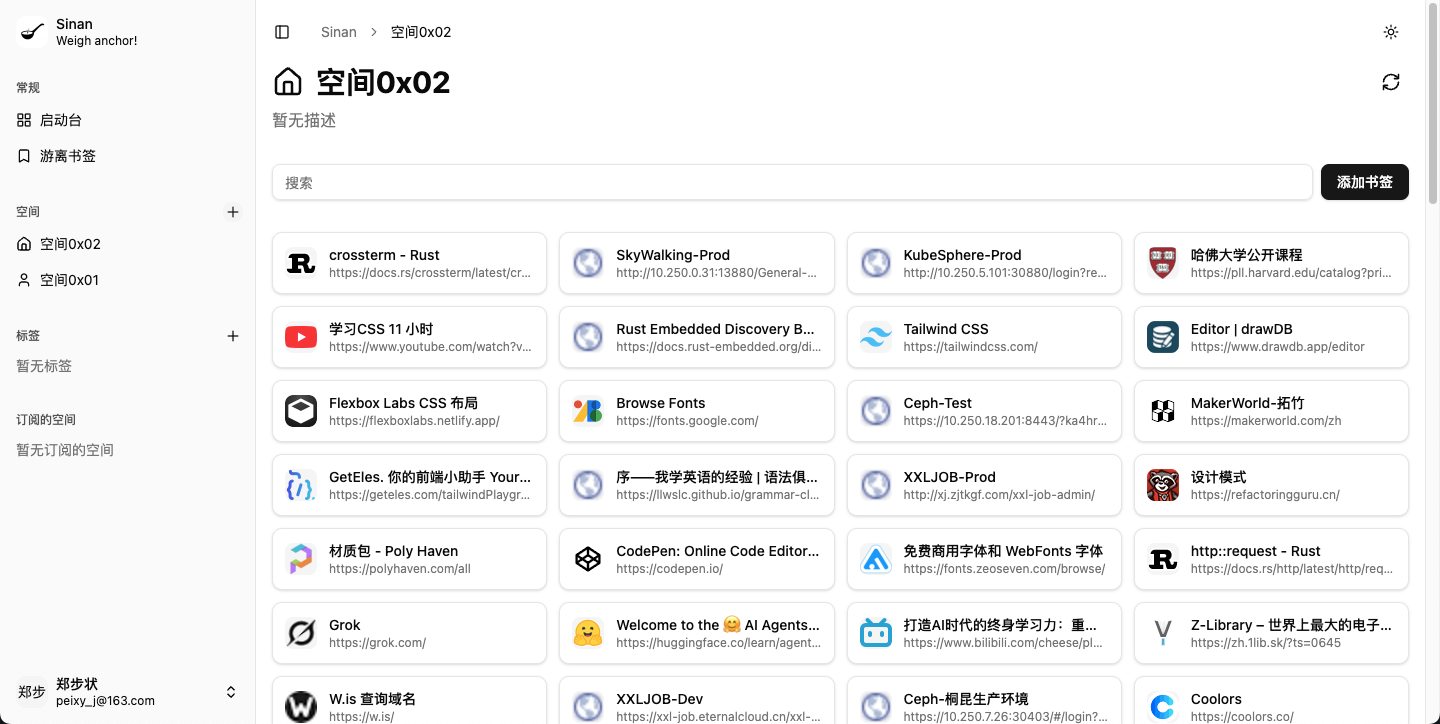 Sinan
Weigh anchor!
常规
启动台
游离书签
空间
空间0x02
空间0x01
标签
暂无标签
订阅的空间
暂无订阅的空间
郑步
郑步状
peixy_j@163.com
Sinan > 空间0x02
空间0x02
暂无描述
搜索
添加书签
crossterm - Rust
https://docs.rs/crossterm/latest/cr...
SkyWalking-Prod
http://10.250.0.31:13880/General-...
KubeSphere-Prod
http://10.250.5.101:30880/login?re...
哈佛大学公开课程
https://pll.harvard.edu/catalog?pri...
学习CSS 11 小时
https://www.youtube.com/watch?v...
Rust Embedded Discovery B...
https://docs.rust-embedded.org/di...
Tailwind CSS
https://tailwindcss.com/
Editor | drawDB
https://www.drawdb.app/editor
Flexbox Labs CSS 布局
https://flexboxlabs.netlify.app/
Browse Fonts
https://fonts.google.com/
Ceph-Test
https://10.250.18.201:8443/?ka4hr...
MakerWorld-拓竹
https://makerworld.com/zh
GetEles. 你的前端小助手 Your...
https://geteles.com/tailwindPlaygr...
序——我学英语的经验 | 语法俱...
https://llwslc.github.io/grammar-cl...
XXLJOB-Prod
http://xj.zjtkgf.com/xxl-job-admin/
设计模式
https://refactoringguru.cn/
材质包 - Poly Haven
https://polyhaven.com/all
CodePen: Online Code Editor...
https://codepen.io/
免费商用字体和 WebFonts 字体
https://fonts.zeoseven.com/browse/
http::request - Rust
https://docs.rs/http/latest/http/req...
Grok
https://grok.com/
Welcome to the 🤗 AI Agents...
https://huggingface.co/learn/agent...
打造AI时代的终身学习力：重...
https://www.bilibili.com/cheese/pl...
Z-Library – 世界上最大的电子...
https://zh.1lib.sk/?ts=0645
W.is 查询域名
https://w.is/
XXLJOB-Dev
https://xxl-job.eternalcloud.cn/xxl-...
Ceph-桐昆生产环境
https://10.250.7.26:30403/#/login?...
Coolors
https://coolors.co/